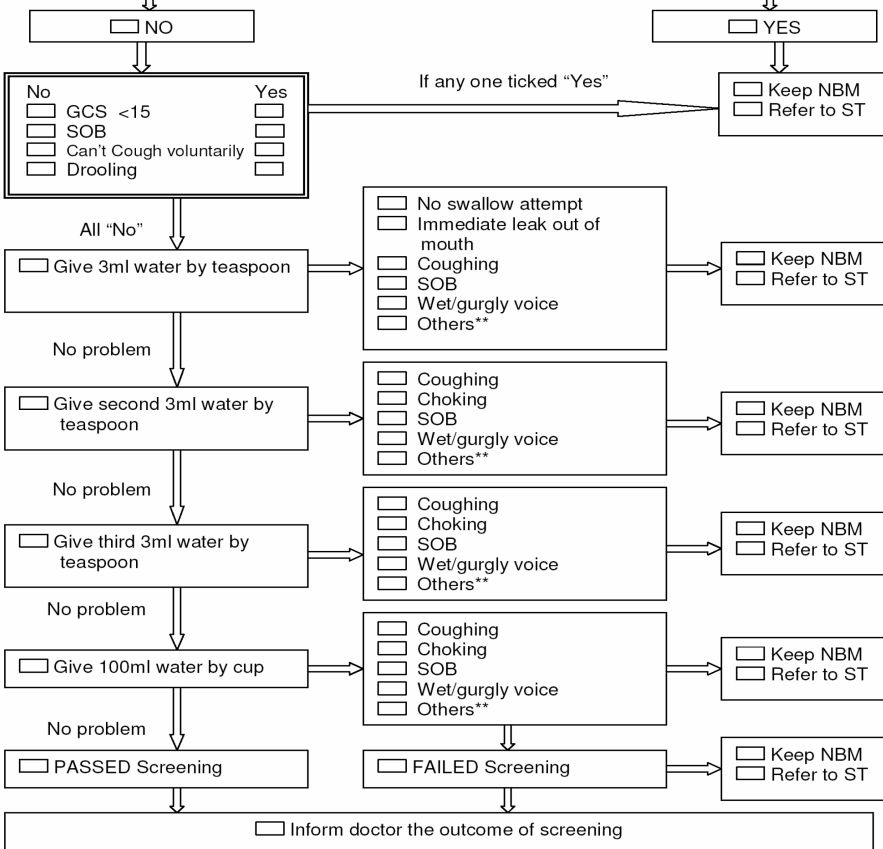 NO
YES
No Yes
GCS <15
SOB
Can't Cough voluntarily
Drooling
If any one ticked “Yes”
Keep NBM
Refer to ST
All “No”
Give 3ml water by teaspoon
No swallow attempt
Immediate leak out of
mouth
Coughing
SOB
Wet/gurgly voice
Others**
Keep NBM
Refer to ST
No problem
Give second 3ml water by
teaspoon
Coughing
Choking
SOB
Wet/gurgly voice
Others**
Keep NBM
Refer to ST
No problem
Give third 3ml water by
teaspoon
Coughing
Choking
SOB
Wet/gurgly voice
Others**
Keep NBM
Refer to ST
No problem
Give 100ml water by cup
Coughing
Choking
SOB
Wet/gurgly voice
Others**
Keep NBM
Refer to ST
No problem
PASSED Screening
FAILED Screening
Keep NBM
Refer to ST
Inform doctor the outcome of screening